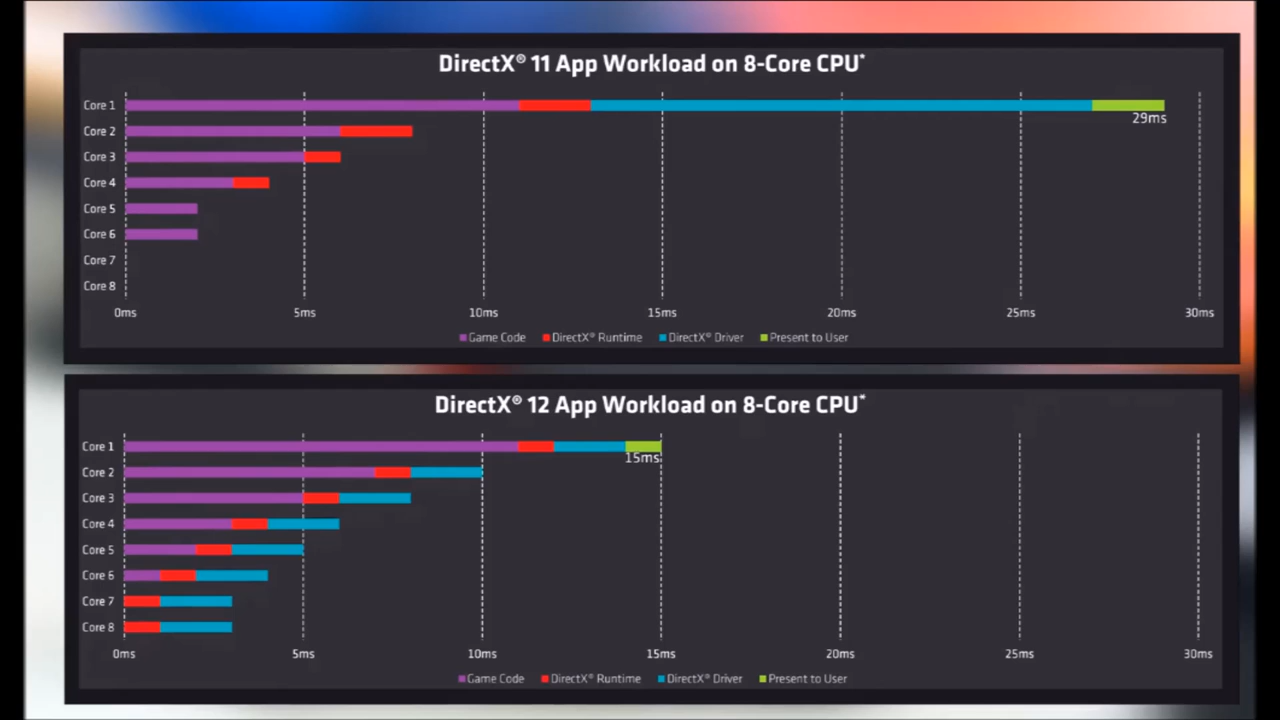 DirectX® 11 App Workload on 8-Core CPU*
Core 1
29ms
Core 2
Core 3
Core 4
Core 5
Core 6
Core 7
Core 8
0ms 5ms 10ms 15ms 20ms 25ms 30ms
Game Code DirectX® Runtime DirectX® Driver Present to User
DirectX® 12 App Workload on 8-Core CPU*
Core 1
15ms
Core 2
Core 3
Core 4
Core 5
Core 6
Core 7
Core 8
0ms 5ms 10ms 15ms 20ms 25ms 30ms
Game Code DirectX® Runtime DirectX® Driver Present to User